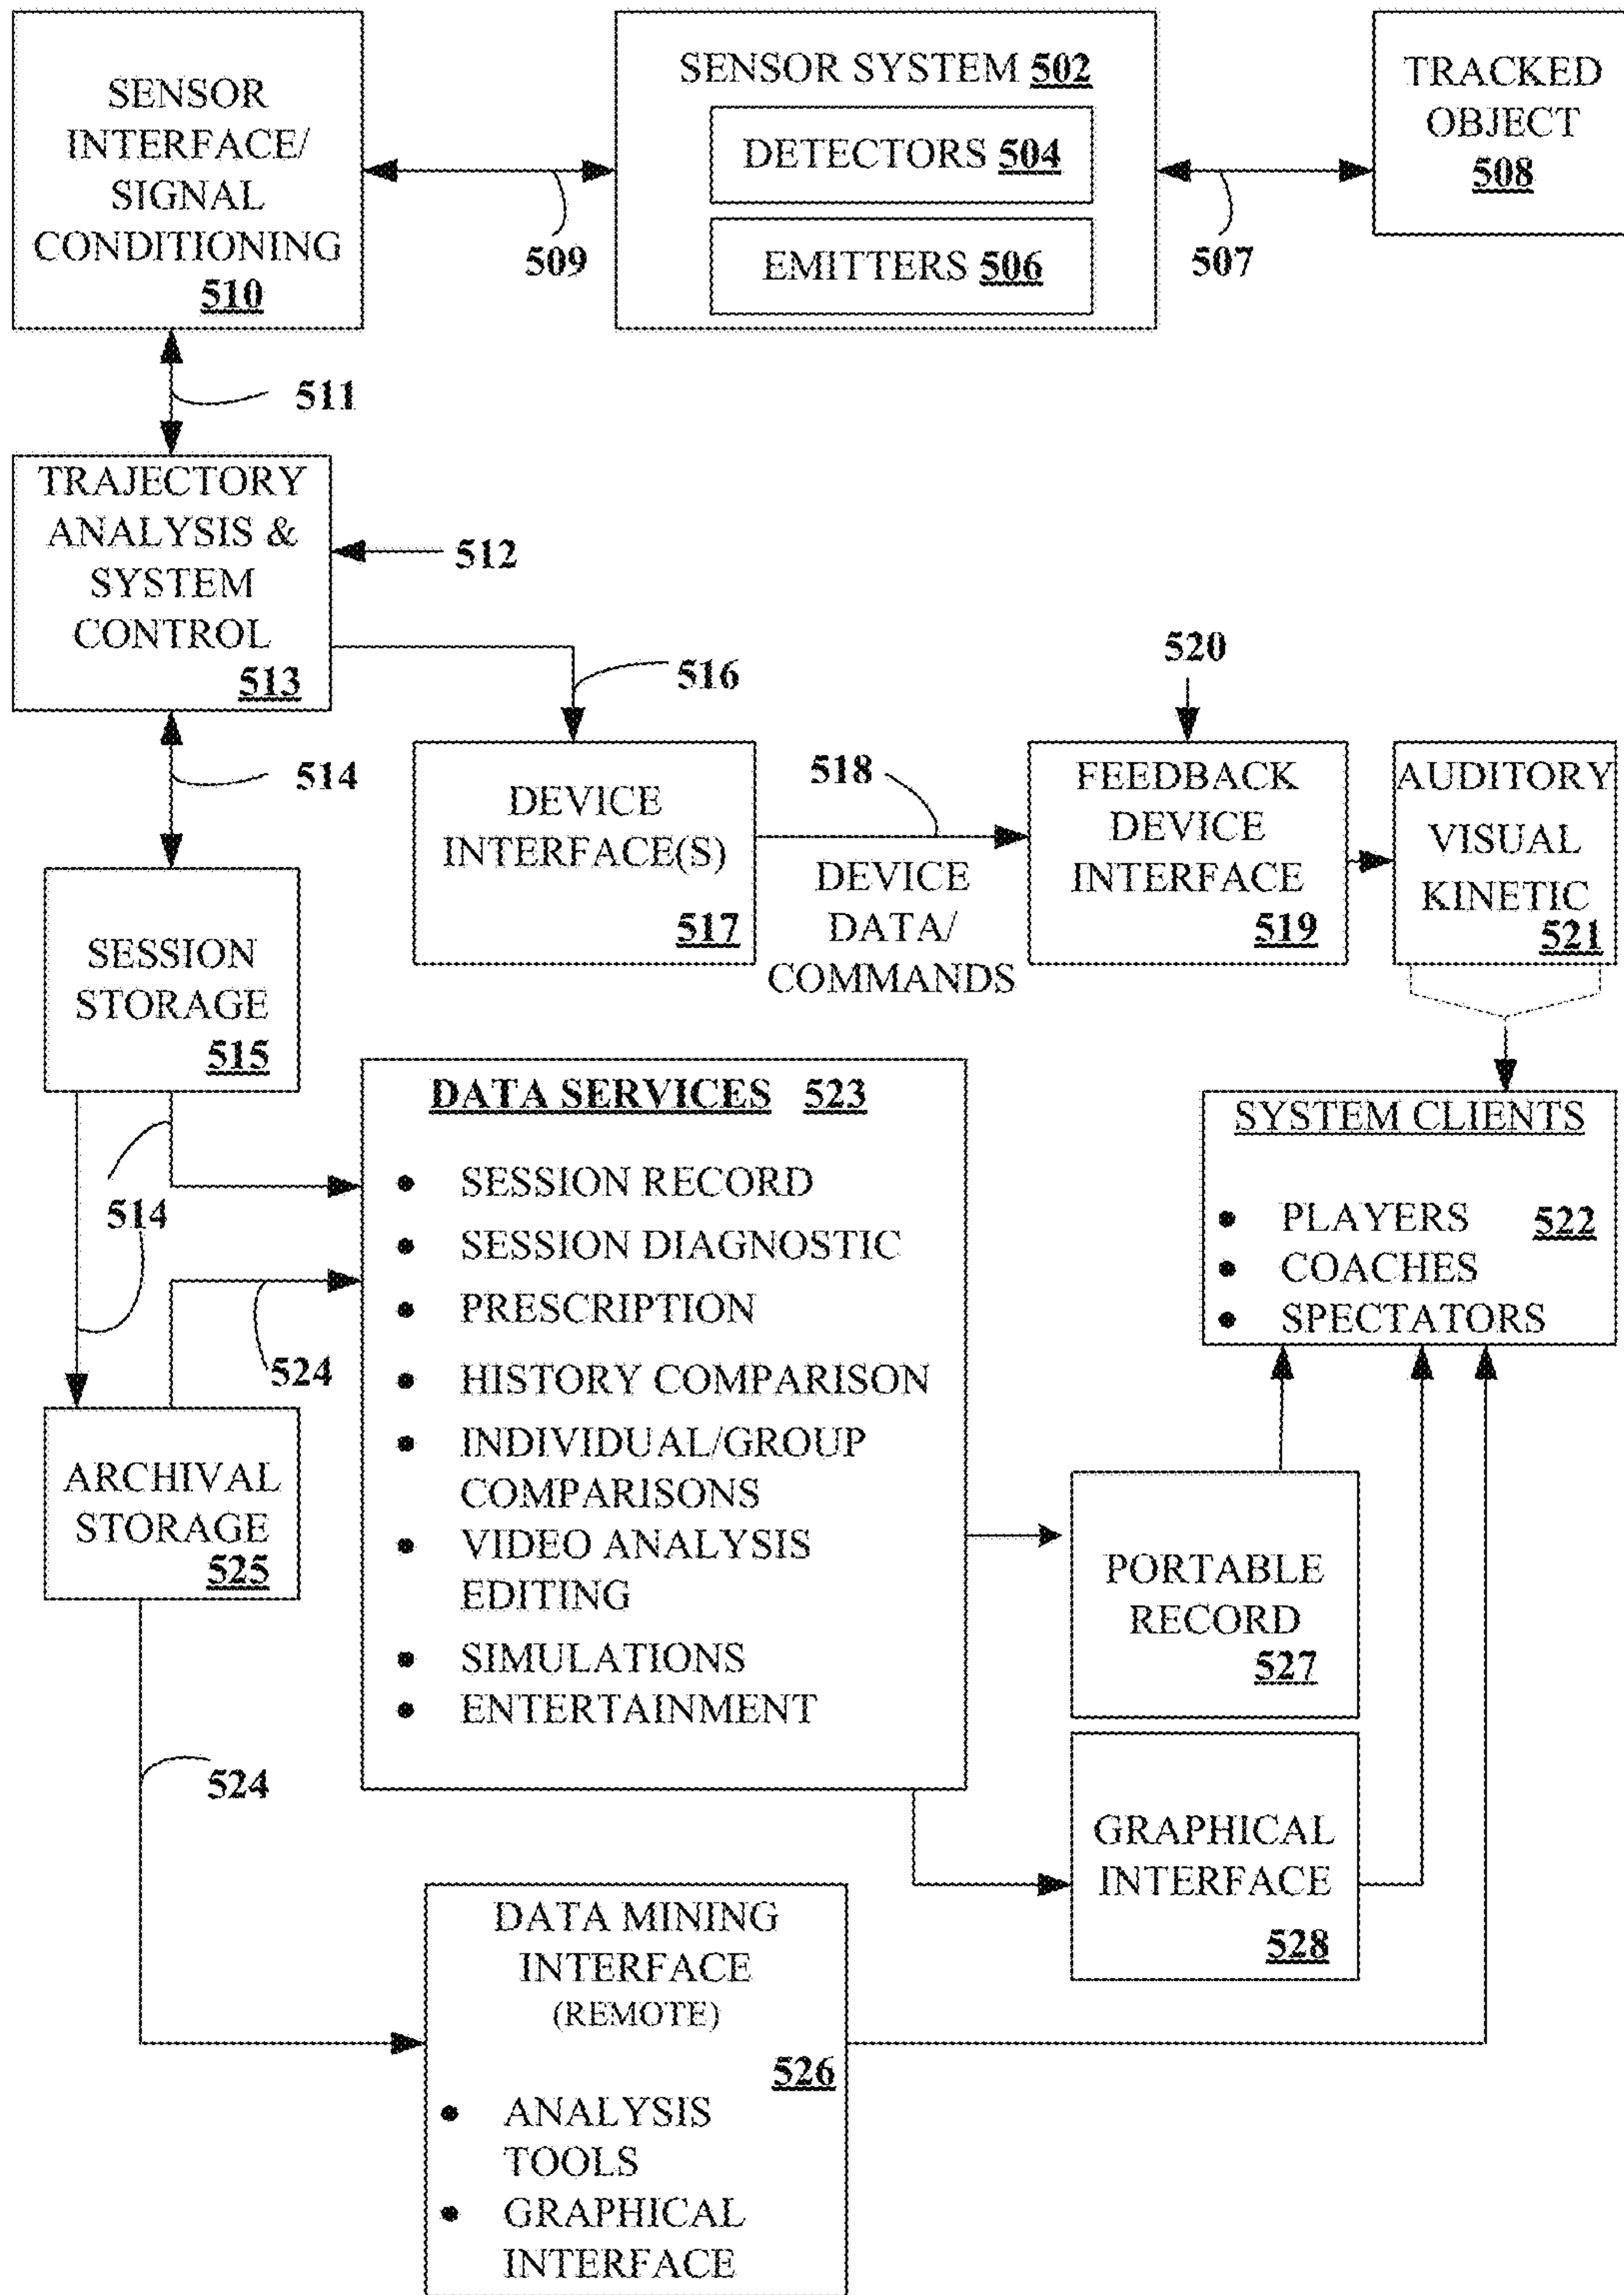 SENSOR
INTERFACE/
SIGNAL
CONDITIONING
510
SENSOR SYSTEM 502
DETECTORS 504
EMITTERS 506
TRACKED
OBJECT
508
509
507
511
TRAJECTORY
ANALYSIS &
SYSTEM
CONTROL
513
512
516
520
514
DEVICE
INTERFACE(S)
517
518
DEVICE
DATA/
COMMANDS
FEEDBACK
DEVICE
INTERFACE
519
AUDITORY
VISUAL
KINETIC
521
SESSION
STORAGE
515
514
524
DATA SERVICES 523
• SESSION RECORD
• SESSION DIAGNOSTIC
• PRESCRIPTION
• HISTORY COMPARISON
• INDIVIDUAL/GROUP
COMPARISONS
• VIDEO ANALYSIS
EDITING
• SIMULATIONS
• ENTERTAINMENT
SYSTEM CLIENTS
522
• PLAYERS
• COACHES
• SPECTATORS
ARCHIVAL
STORAGE
525
524
PORTABLE
RECORD
527
GRAPHICAL
INTERFACE
528
DATA MINING
INTERFACE
(REMOTE)
526
• ANALYSIS
TOOLS
• GRAPHICAL
INTERFACE